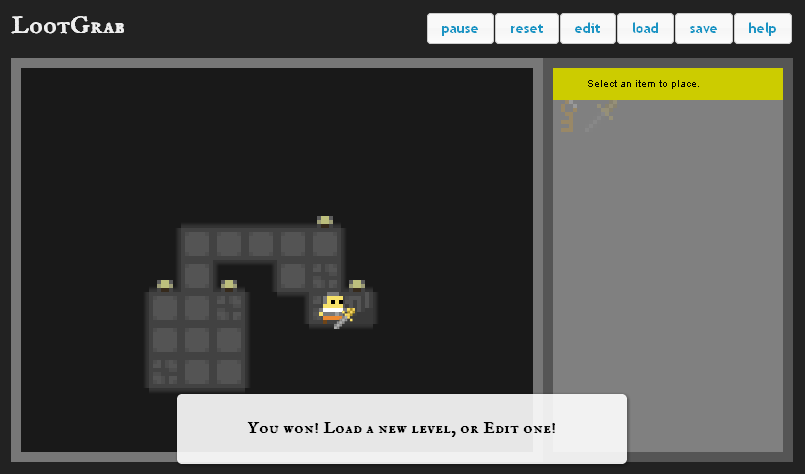 LootGrab
pause
reset
edit
load
save
help
Select an item to place.
You won! Load a new level, or Edit one!